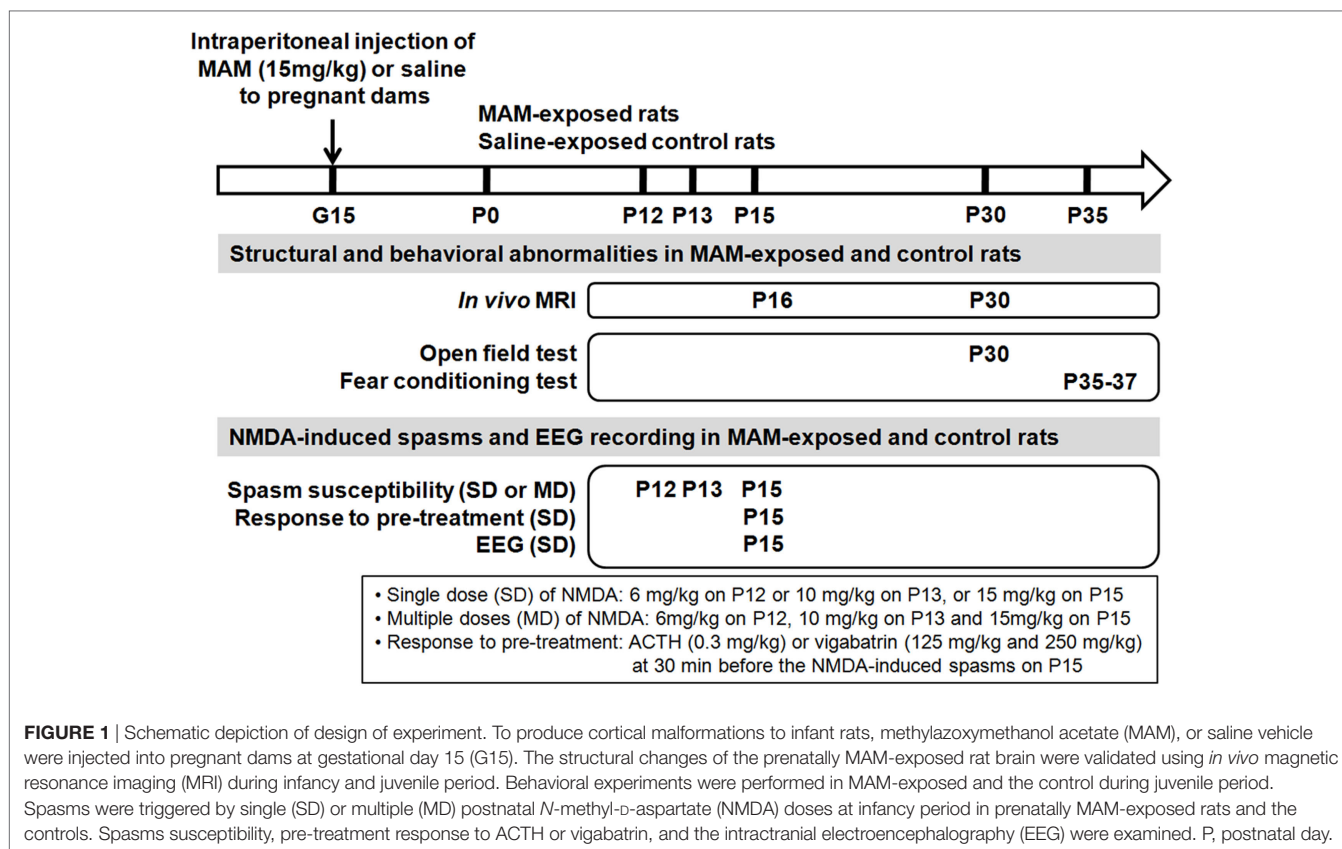 Intraperitoneal injection of
MAM (15mg/kg) or saline
to pregnant dams
MAM-exposed rats
Saline-exposed control rats
G15 P0 P12 P13 P15 P30 P35
Structural and behavioral abnormalities in MAM-exposed and control rats
In vivo MRI P16 P30
Open field test P30
Fear conditioning test P35-37
NMDA-induced spasms and EEG recording in MAM-exposed and control rats
Spasm susceptibility (SD or MD) P12 P13 P15
Response to pre-treatment (SD) P15
EEG (SD) P15
• Single dose (SD) of NMDA: 6 mg/kg on P12 or 10 mg/kg on P13, or 15 mg/kg on P15
• Multiple doses (MD) of NMDA: 6mg/kg on P12, 10 mg/kg on P13 and 15mg/kg on P15
• Response to pre-treatment: ACTH (0.3 mg/kg) or vigabatrin (125 mg/kg and 250 mg/kg)
at 30 min before the NMDA-induced spasms on P15
FIGURE 1 | Schematic depiction of design of experiment. To produce cortical malformations to infant rats, methylazoxymethanol acetate (MAM), or saline vehicle
were injected into pregnant dams at gestational day 15 (G15). The structural changes of the prenatally MAM-exposed rat brain were validated using in vivo magnetic
resonance imaging (MRI) during infancy and juvenile period. Behavioral experiments were performed in MAM-exposed and the control during juvenile period.
Spasms were triggered by single (SD) or multiple (MD) postnatal N-methyl-D-aspartate (NMDA) doses at infancy period in prenatally MAM-exposed rats and the
controls. Spasms susceptibility, pre-treatment response to ACTH or vigabatrin, and the intractranial electroencephalography (EEG) were examined. P, postnatal day.